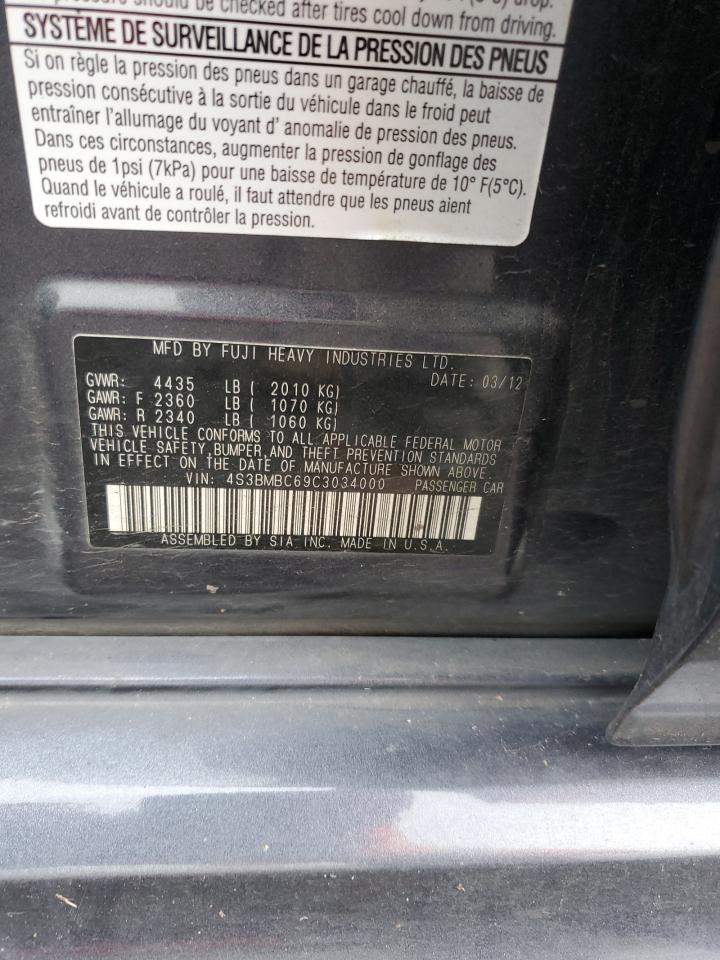 pressure should be checked after tires cool down from driving.
SYSTÈME DE SURVEILLANCE DE LA PRESSION DES PNEUS
Si on règle la pression des pneus dans un garage chauffé, la baisse de
pression consécutive à la sortie du véhicule dans le froid peut
entraîner l'allumage du voyant d' anomalie de pression des pneus.
Dans ces circonstances, augmenter la pression de gonflage des
pneus de 1psi (7kPa) pour une baisse de température de 10° F(5°C).
Quand le véhicule a roulé, il faut attendre que les pneus aient
refroidi avant de contrôler la pression.
MFD BY FUJI HEAVY INDUSTRIES LTD.
DATE: 03/12
GVWR: 4435 LB ( 2010 KG)
GAWR: F 2360 LB ( 1070 KG)
GAWR: R 2340 LB ( 1060 KG)
THIS VEHICLE CONFORMS TO ALL APPLICABLE FEDERAL MOTOR
VEHICLE SAFETY, BUMPER, AND THEFT PREVENTION STANDARDS
IN EFFECT ON THE DATE OF MANUFACTURE SHOWN ABOVE.
VIN: 4S3BMBC69C3034000 PASSENGER CAR
ASSEMBLED BY SIA INC. MADE IN U.S.A.